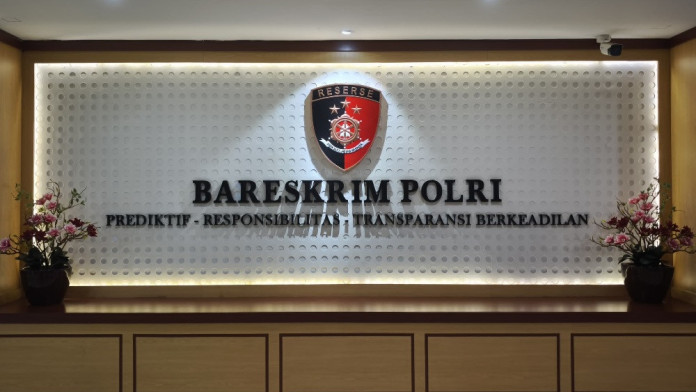 RESERSE
BARESKRIM POLRI
PREDIKTIF - RESPONSIBILITAS - TRANSPARANSI BERKEADILAN